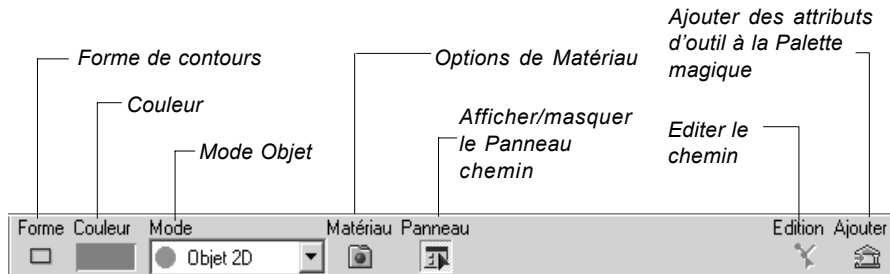 Ajouter des attributs
d'outil à la Palette
magique
Forme de contours
Options de Matériau
Couleur
Afficher/masquer
le Panneau
chemin
Editer le
chemin
Mode Objet
Forme Couleur Mode Matériau Panneau Edition Ajouter
Objet 2D